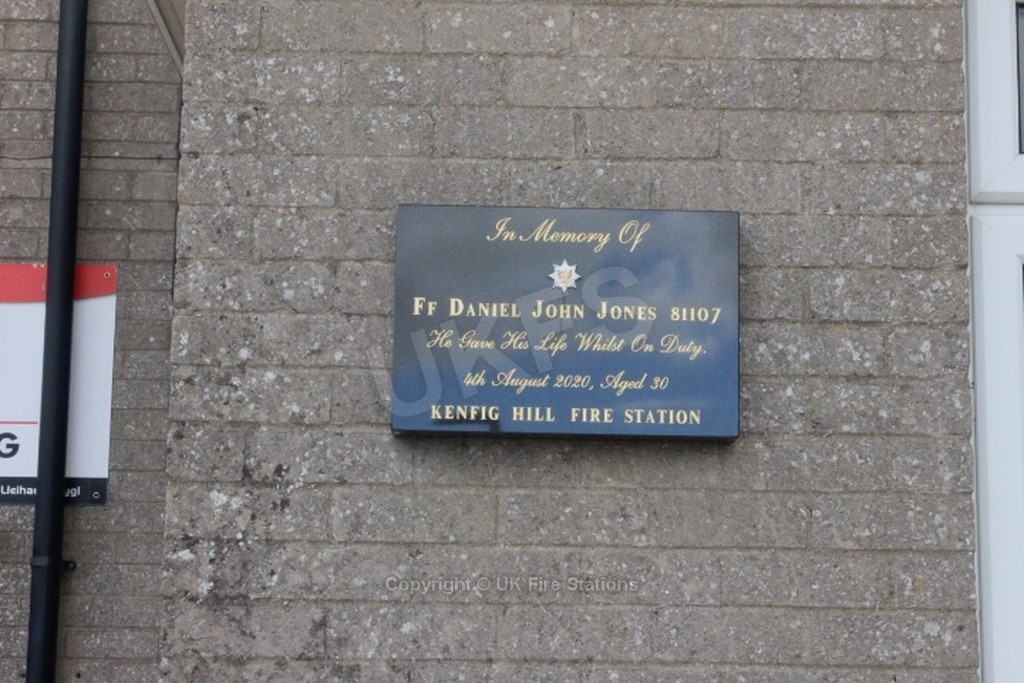 In Memory Of
Ff Daniel John Jones 81107
He Gave His Life Whilst On Duty.
4th August 2020, Aged 30
KENFIG HILL FIRE STATION
UKFS
G
Copyright © UK Fire Stations